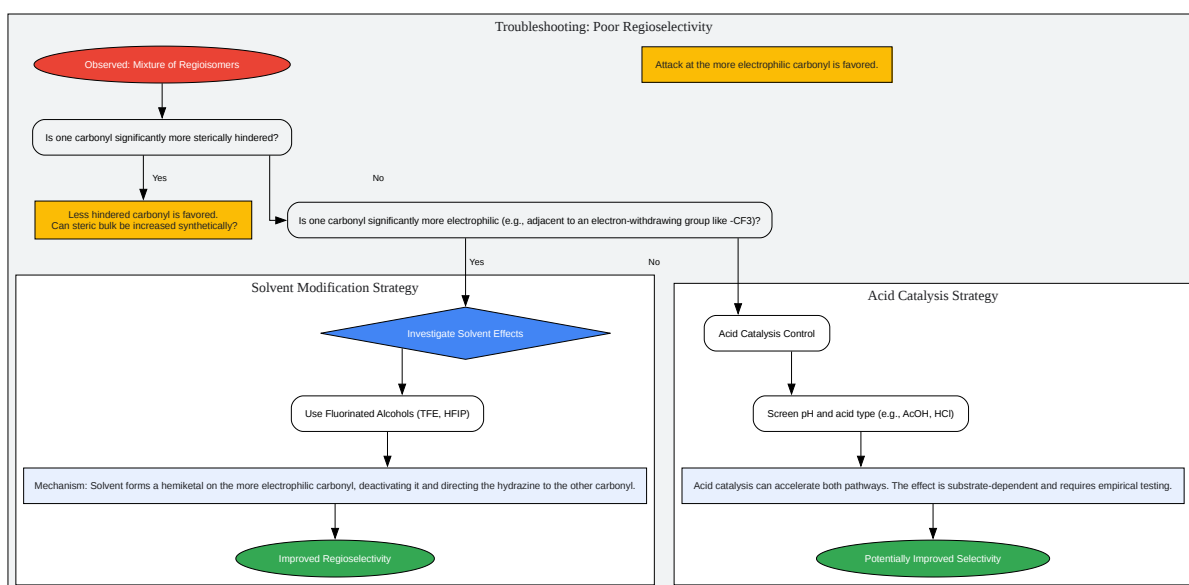 Troubleshooting: Poor Regioselectivity
Observed: Mixture of Regioisomers
Attack at the more electrophilic carbonyl is favored.
Is one carbonyl significantly more sterically hindered?
Yes
No
Less hindered carbonyl is favored.
Can steric bulk be increased synthetically?
Is one carbonyl significantly more electrophilic (e.g., adjacent to an electron-withdrawing group like -CF3)?
Yes
No
Solvent Modification Strategy
Acid Catalysis Strategy
Investigate Solvent Effects
Acid Catalysis Control
Use Fluorinated Alcohols (TFE, HFIP)
Screen pH and acid type (e.g., AcOH, HCl)
Mechanism: Solvent forms a hemiketal on the more electrophilic carbonyl, deactivating it and directing the hydrazine to the other carbonyl.
Acid catalysis can accelerate both pathways. The effect is substrate-dependent and requires empirical testing.
Improved Regioselectivity
Potentially Improved Selectivity